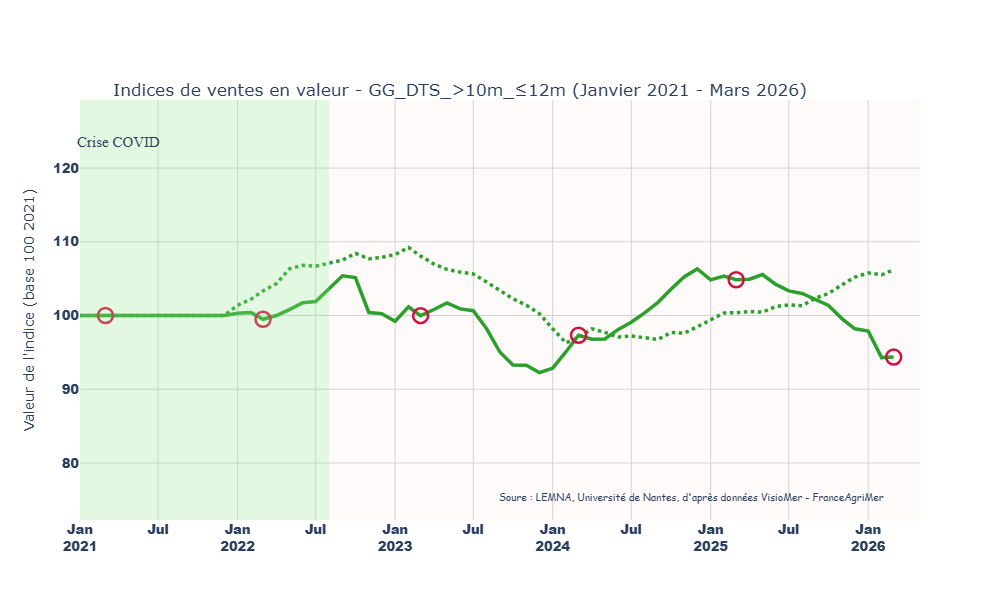 Indices de ventes en valeur - GG_DTS_>10m_≤12m (Janvier 2021 - Mars 2026)
Crise COVID
Valeur de l'indice (base 100 2021)
120
110
100
90
80
Soure : LEMNA, Université de Nantes, d'après données VisioMer - FranceAgriMer
Jan Jul Jan Jul Jan Jul Jan Jul Jan Jul Jan
2021 2022 2023 2024 2025 2026